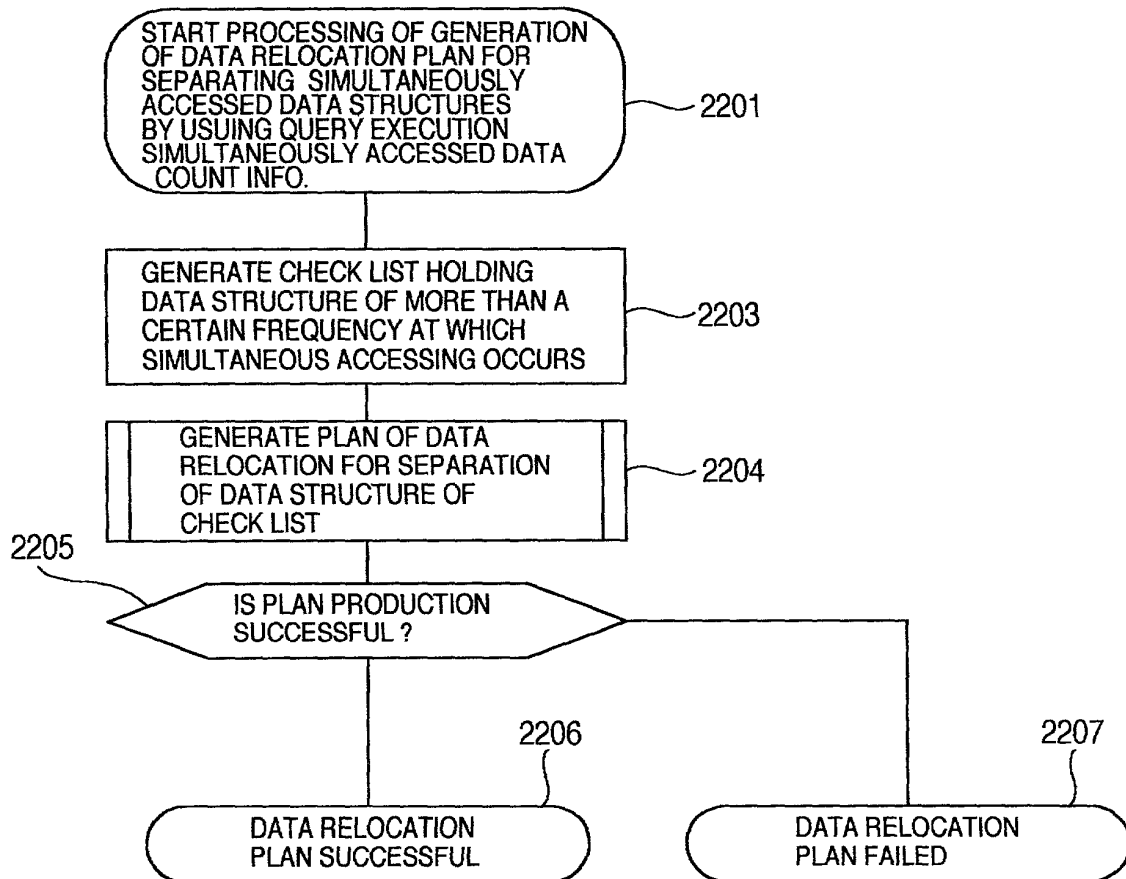 START PROCESSING OF GENERATION
OF DATA RELOCATION PLAN FOR
SEPARATING SIMULTANEOUSLY
ACCESSED DATA STRUCTURES
BY USUING QUERY EXECUTION
SIMULTANEOUSLY ACCESSED DATA
COUNT INFO.
2201
GENERATE CHECK LIST HOLDING
DATA STRUCTURE OF MORE THAN A
CERTAIN FREQUENCY AT WHICH
SIMULTANEOUS ACCESSING OCCURS
2203
GENERATE PLAN OF DATA
RELOCATION FOR SEPARATION
OF DATA STRUCTURE OF
CHECK LIST
2204
2205
IS PLAN PRODUCTION
SUCCESSFUL ?
2206
2207
DATA RELOCATION
PLAN SUCCESSFUL
DATA RELOCATION
PLAN FAILED